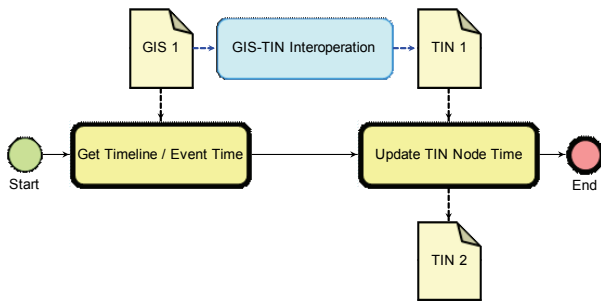 GIS 1
GIS-TIN Interoperation
TIN 1
Get Timeline / Event Time
Update TIN Node Time
Start
End
TIN 2